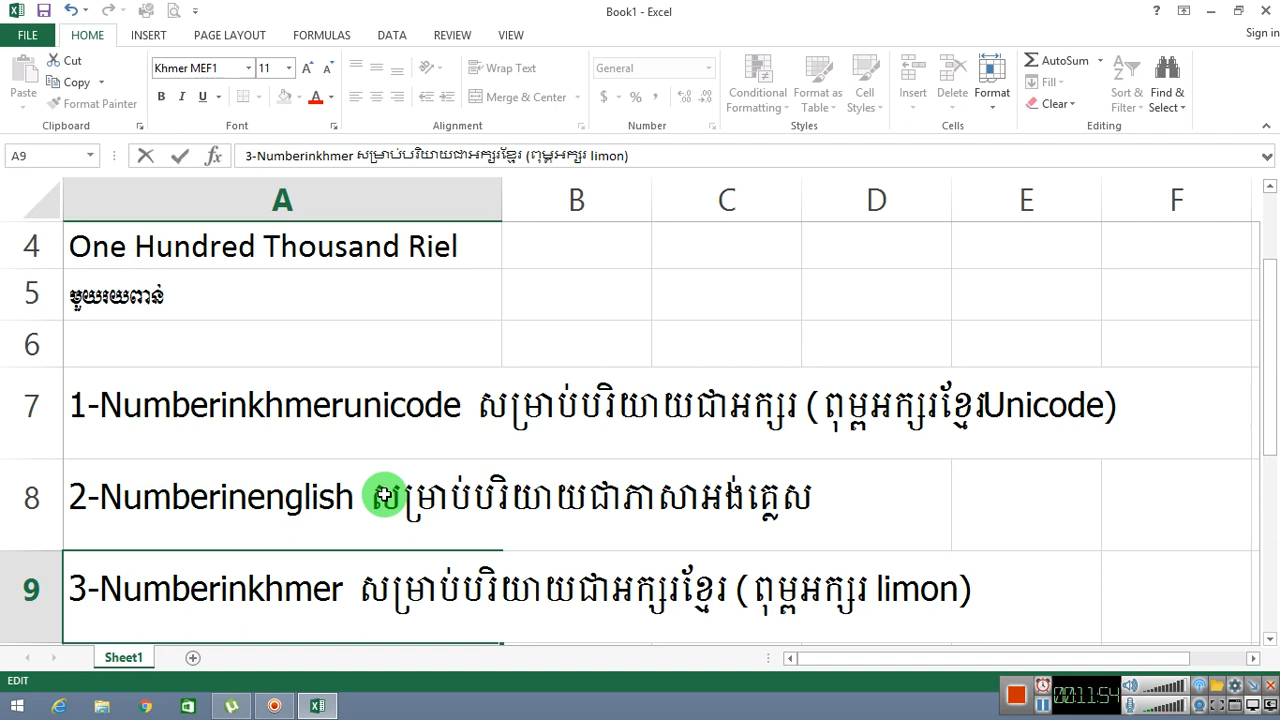 Book1 - Excel
?
Sign in
FILE HOME INSERT PAGE LAYOUT FORMULAS DATA REVIEW VIEW
Paste Cut Copy Format Painter
Khmer MEF1 11
B I U A
Wrap Text
Merge & Center
General
$ % ,
Conditional Formatting Format as Table Cell Styles
Insert Delete Format
AutoSum Fill Clear
Sort & Filter Find & Select
Clipboard Font Alignment Number Styles Cells Editing
A9 fx 3-Numberinkhmer សម្រាប់បរិយាយជាអក្សរខ្មែរ (ពុម្ពអក្សរ limon)
A B C D E F
4 One Hundred Thousand Riel
5 មួយរយពាន់
6
7 1-Numberinkhmerunicode សម្រាប់បរិយាយជាអក្សរ (ពុម្ពអក្សរខ្មែរUnicode)
8 2-Numberinenglish សម្រាប់បរិយាយជាភាសាអង់គ្លេស
9 3-Numberinkhmer សម្រាប់បរិយាយជាអក្សរខ្មែរ (ពុម្ពអក្សរ limon)
Sheet1
EDIT
00:11:54